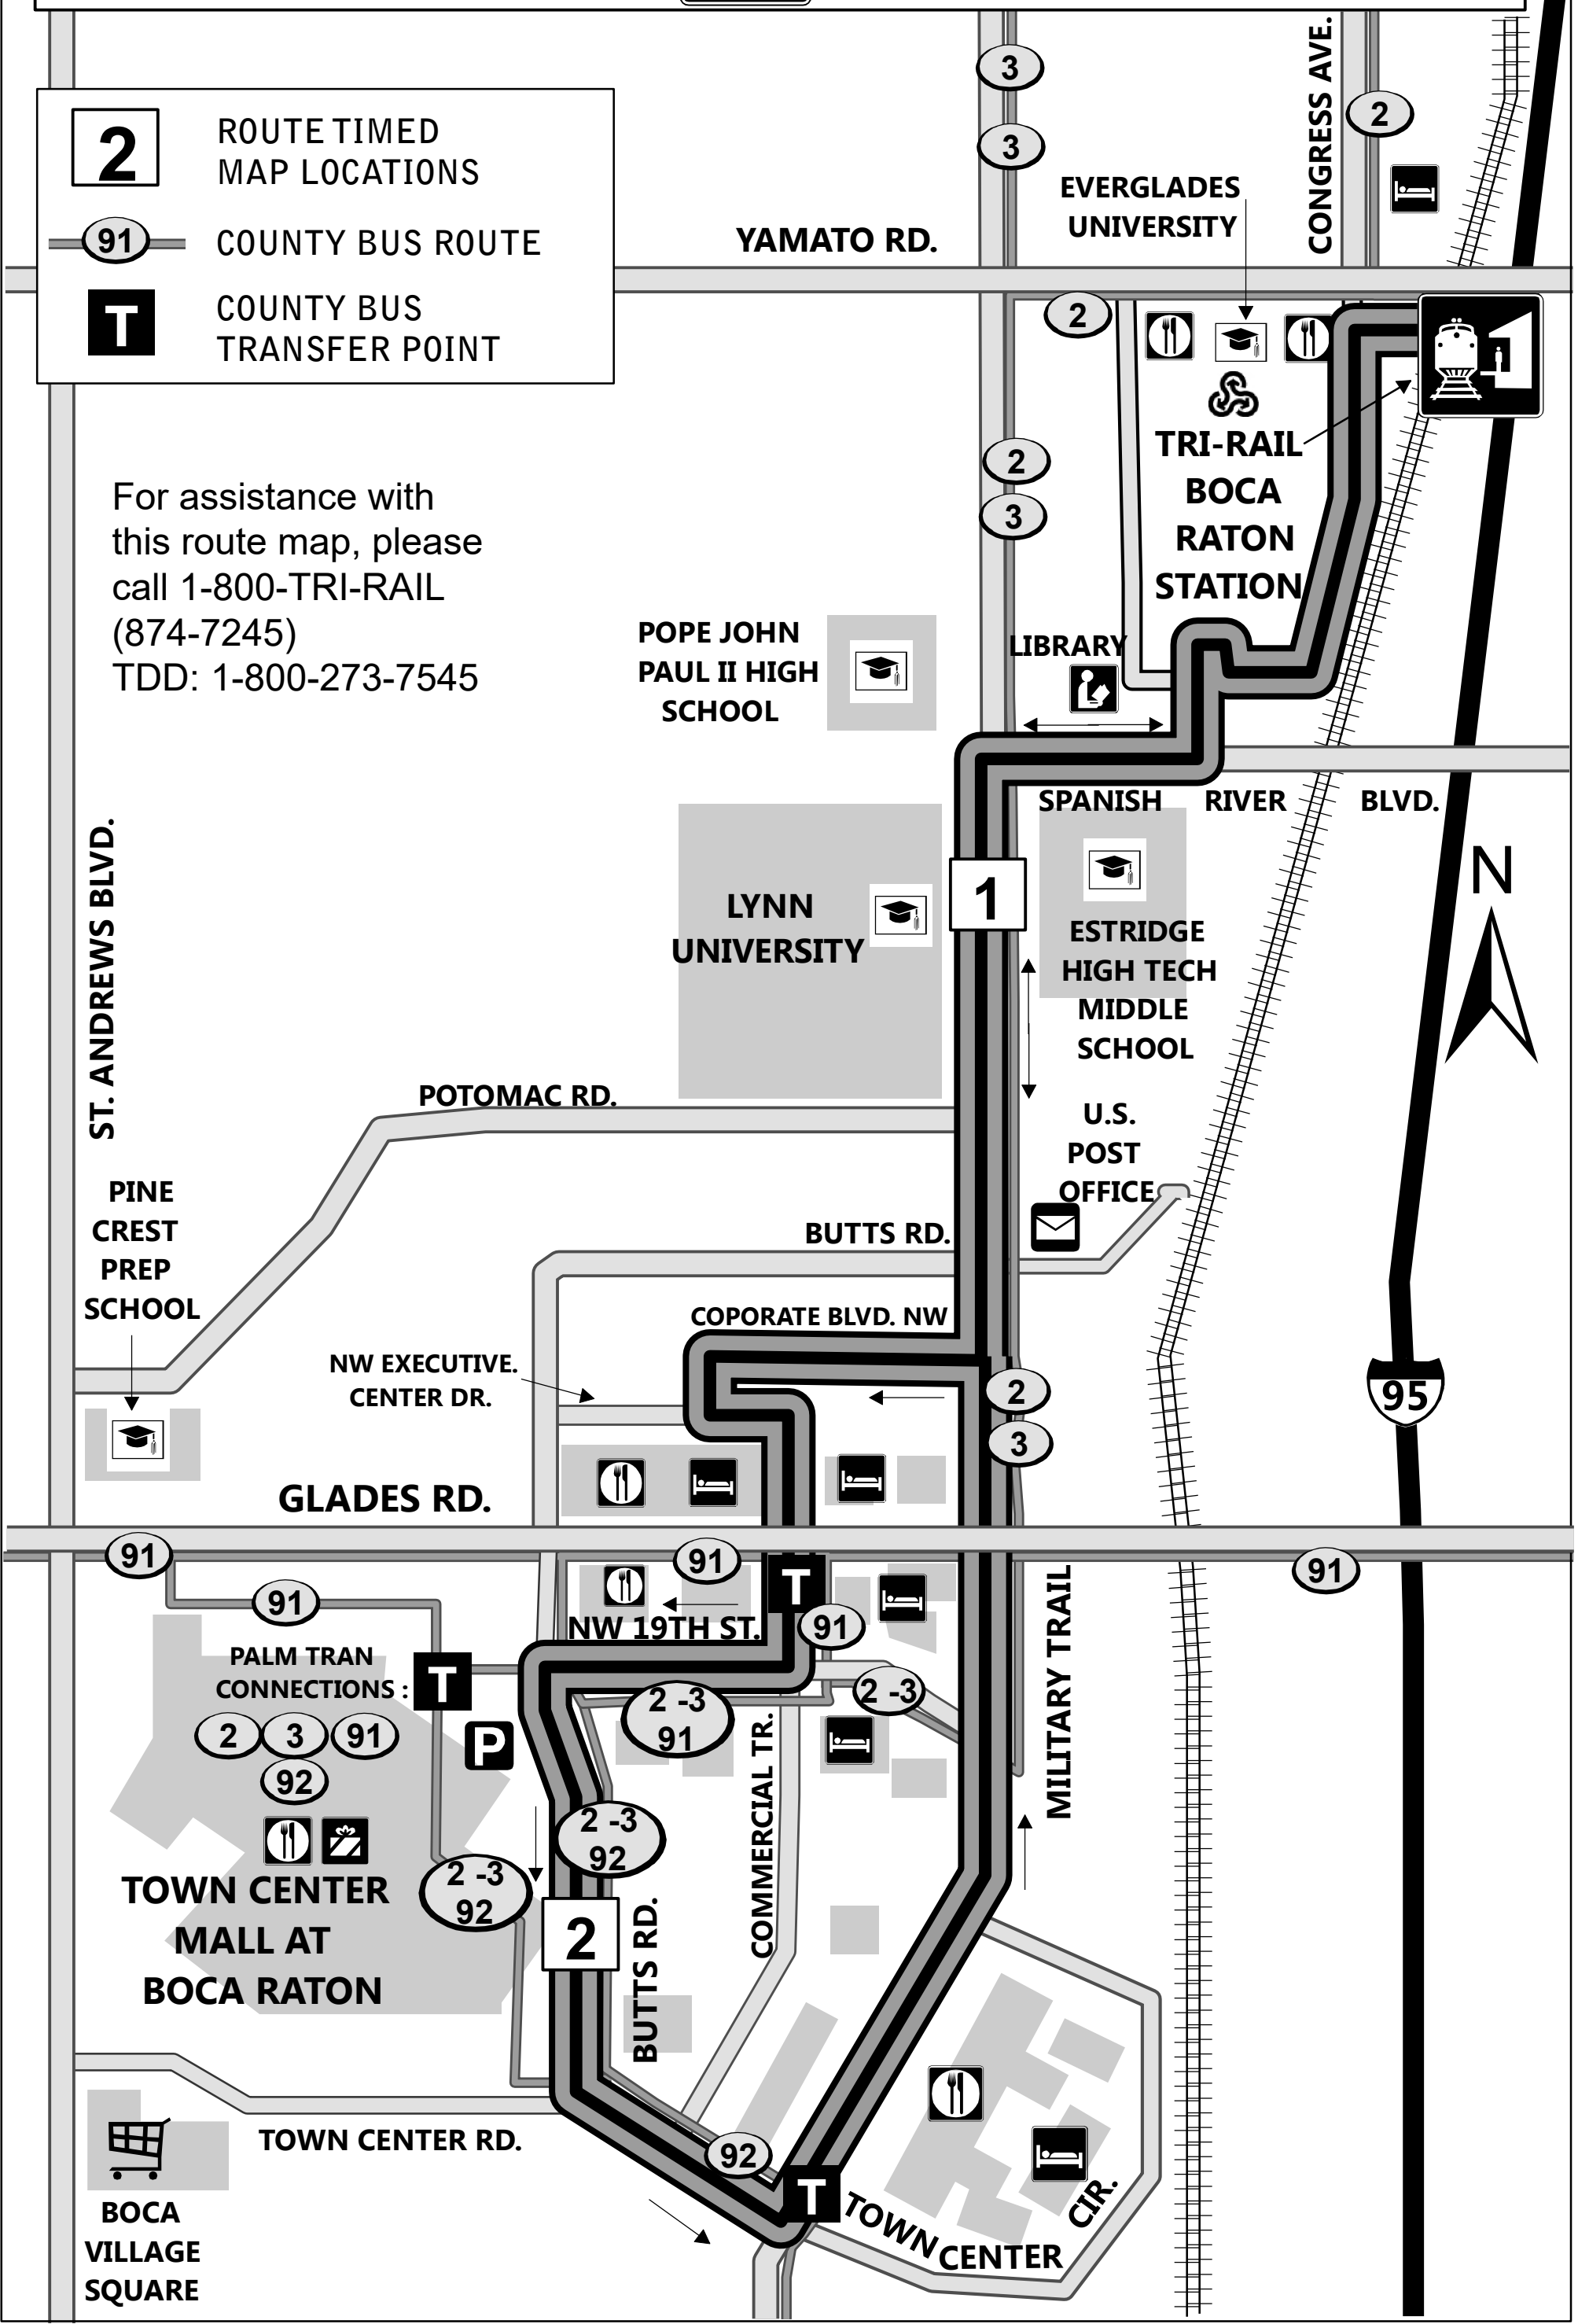 3
3
CONGRESS AVE.
2
2
ROUTE TIMED
MAP LOCATIONS
91
COUNTY BUS ROUTE
T
COUNTY BUS
TRANSFER POINT
EVERGLADES
UNIVERSITY
YAMATO RD.
2
TRI-RAIL
BOCA
RATON
STATION
2
3
For assistance with
this route map, please
call 1-800-TRI-RAIL
(874-7245)
TDD: 1-800-273-7545
POPE JOHN
PAUL II HIGH
SCHOOL
LIBRARY
SPANISH RIVER BLVD.
N
ST. ANDREWS BLVD.
1
LYNN
UNIVERSITY
ESTRIDGE
HIGH TECH
MIDDLE
SCHOOL
POTOMAC RD.
U.S.
POST
OFFICE
PINE
CREST
PREP
SCHOOL
BUTTS RD.
COPORATE BLVD. NW
NW EXECUTIVE.
CENTER DR.
2
3
95
GLADES RD.
91
91
91
91
T
NW 19TH ST.
91
MILITARY TRAIL
PALM TRAN
CONNECTIONS :
T
2 3 91
92
P
2 -3
91
2 -3
COMMERCIAL TR.
2 -3
92
2 -3
92
TOWN CENTER
MALL AT
BOCA RATON
2
BUTTS RD.
TOWN CENTER RD.
92
T
TOWN CENTER CIR.
BOCA
VILLAGE
SQUARE